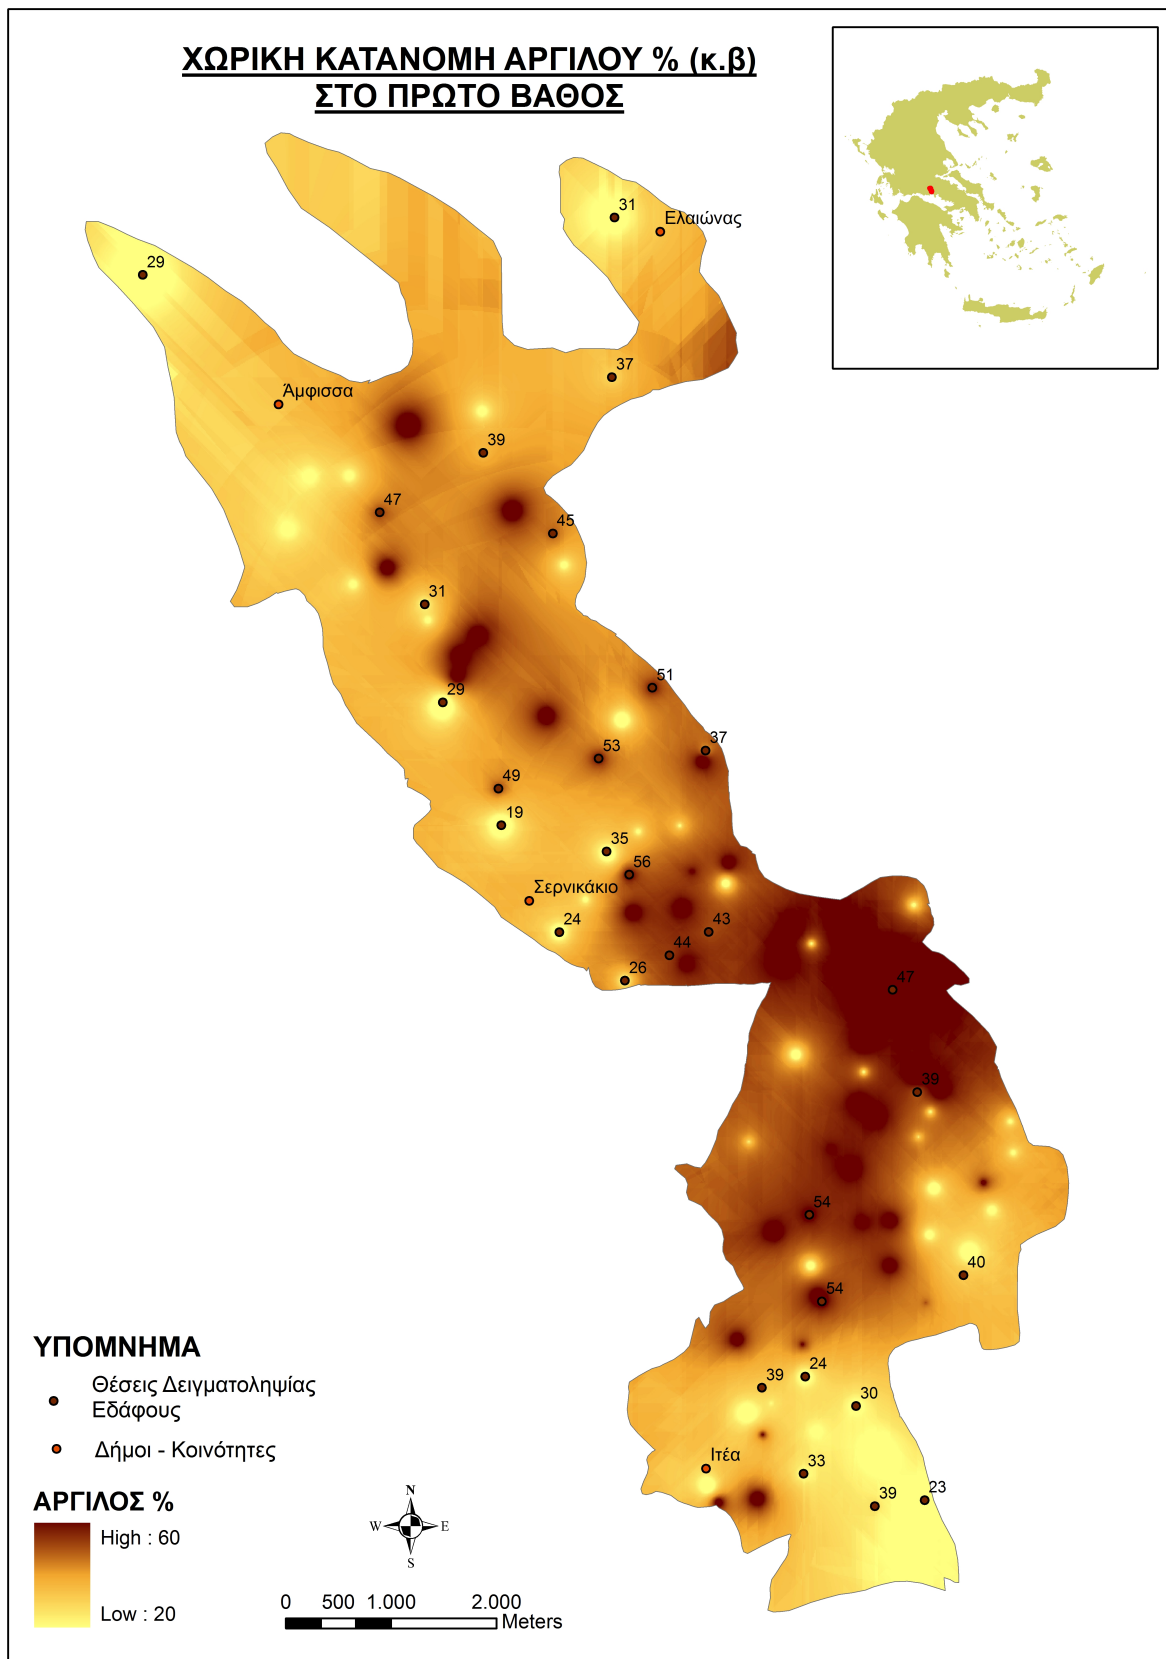 ΧΩΡΙΚΗ ΚΑΤΑΝΟΜΗ ΑΡΓΙΛΟΥ % (κ.β)
ΣΤΟ ΠΡΩΤΟ ΒΑΘΟΣ
31
Ελαιώνας
29
37
Άμφισσα
39
47
45
31
51
29
37
53
49
19
35
56
Σερνικάκιο
24
43
44
26
47
39
54
40
54
24
39
30
Ιτέα
33
39
23
ΥΠΟΜΝΗΜΑ
Θέσεις Δειγματοληψίας
Εδάφους
Δήμοι - Κοινότητες
ΑΡΓΙΛΟΣ %
High : 60
Low : 20
N
W E
S
0 500 1.000 2.000
Meters